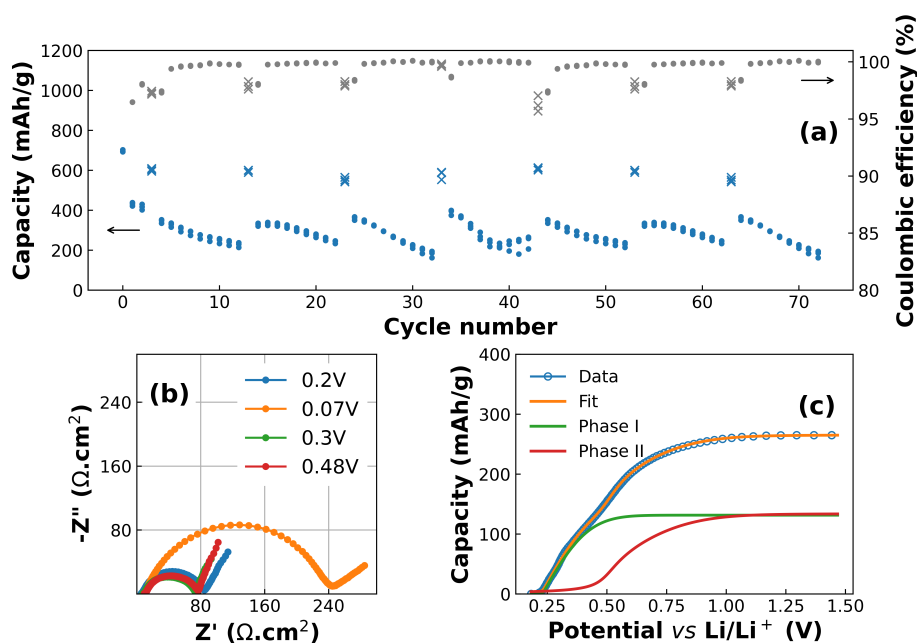 1200
1000
800
600
400
200
0
Capacity (mAh/g)
100
95
90
85
80
Coulombic efficiency (%)
(a)
0 10 20 30 40 50 60 70
Cycle number
(b)
0.2V
0.07V
0.3V
0.48V
240
160
80
-Z" (Ω.cm²)
80 160 240
Z' (Ω.cm²)
400
300
200
100
0
Capacity (mAh/g)
Data
Fit
Phase I
Phase II
(c)
0.25 0.50 0.75 1.00 1.25 1.50
Potential vs Li/Li⁺ (V)